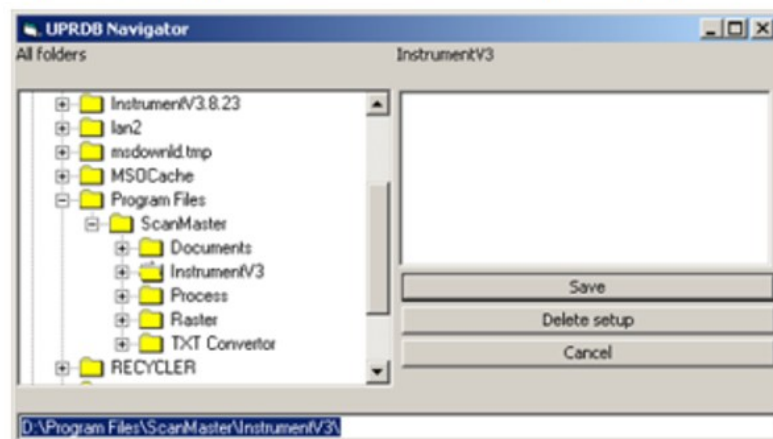 UPRDB Navigator
All folders
InstrumentV3
InstrumentV3.8.23
lan2
msdownld.tmp
MSOCache
Program Files
ScanMaster
Documents
InstrumentV3
Process
Raster
TXT Convertor
RECYCLER
Save
Delete setup
Cancel
D:\Program Files\ScanMaster\InstrumentV3\